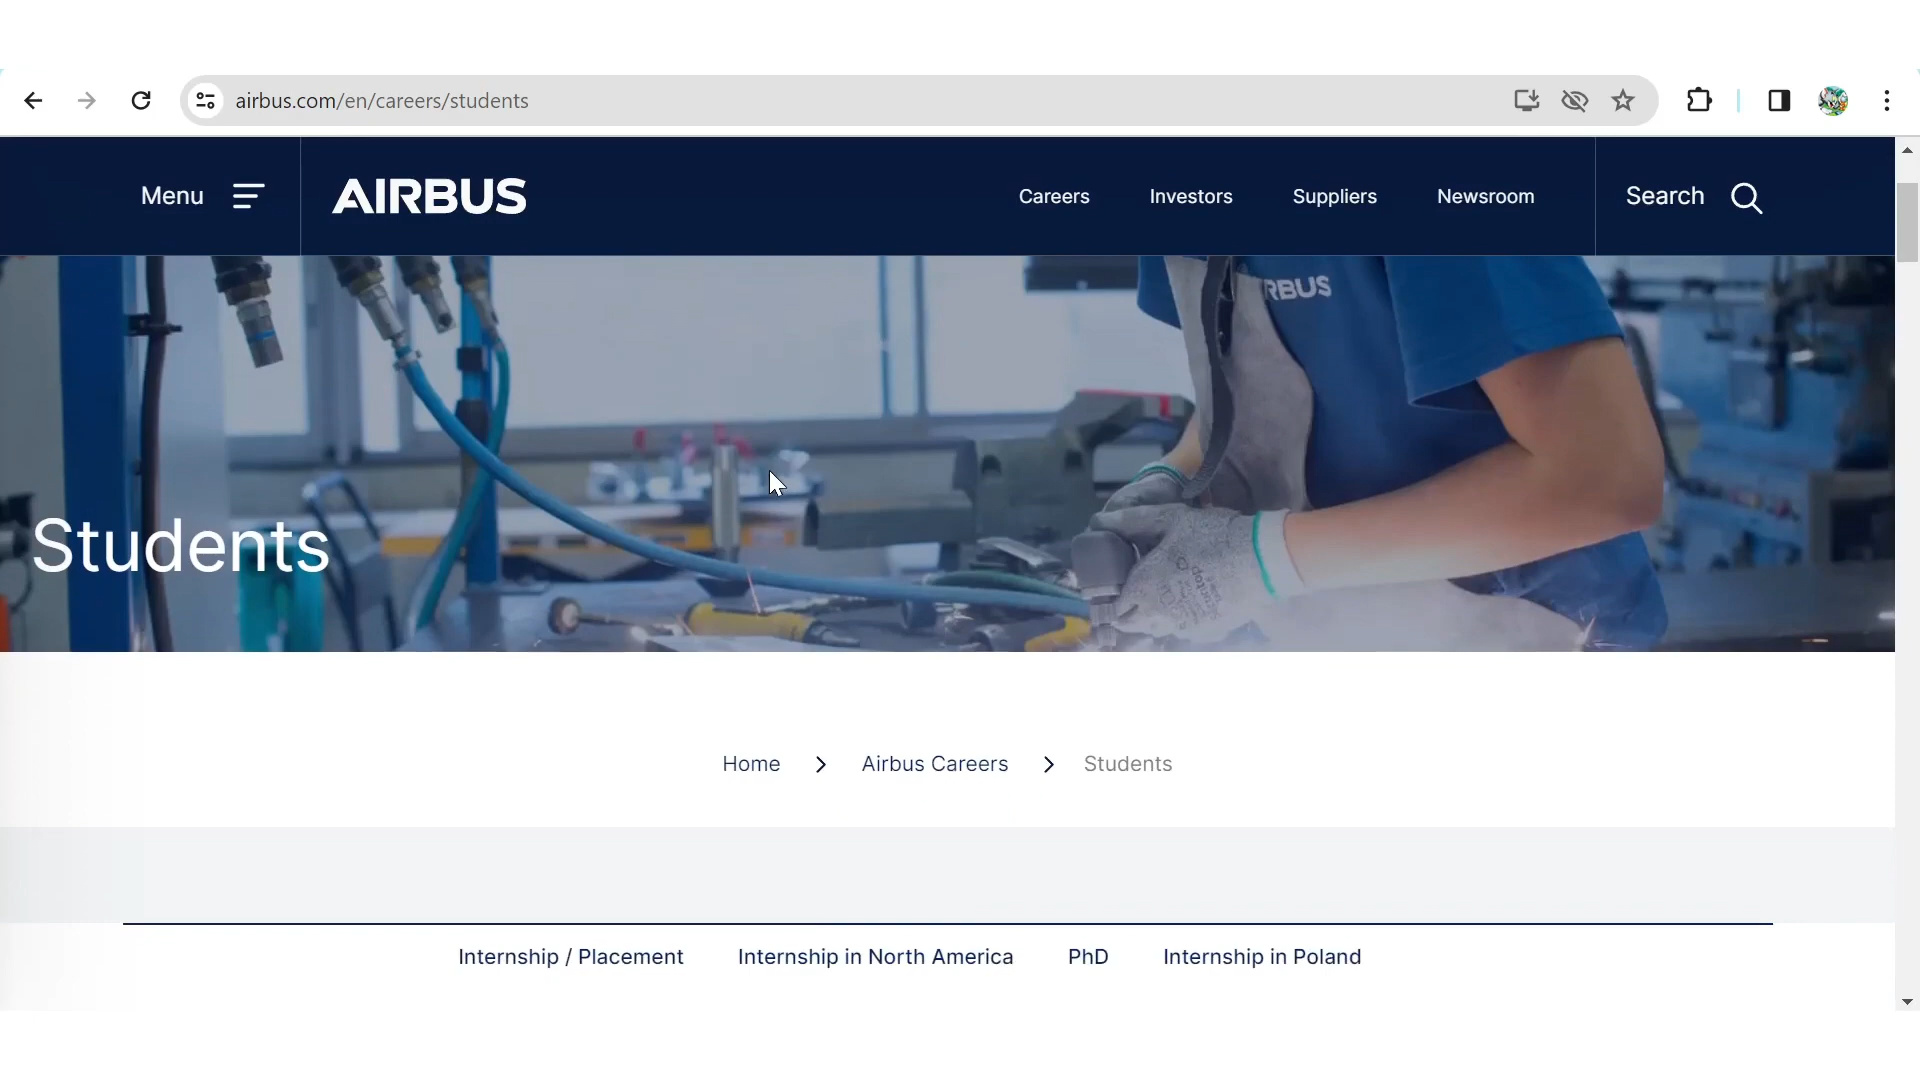 airbus.com/en/careers/students
Menu
AIRBUS
Careers
Investors
Suppliers
Newsroom
Search
RBUS
Students
Home > Airbus Careers > Students
Internship / Placement
Internship in North America
PhD
Internship in Poland